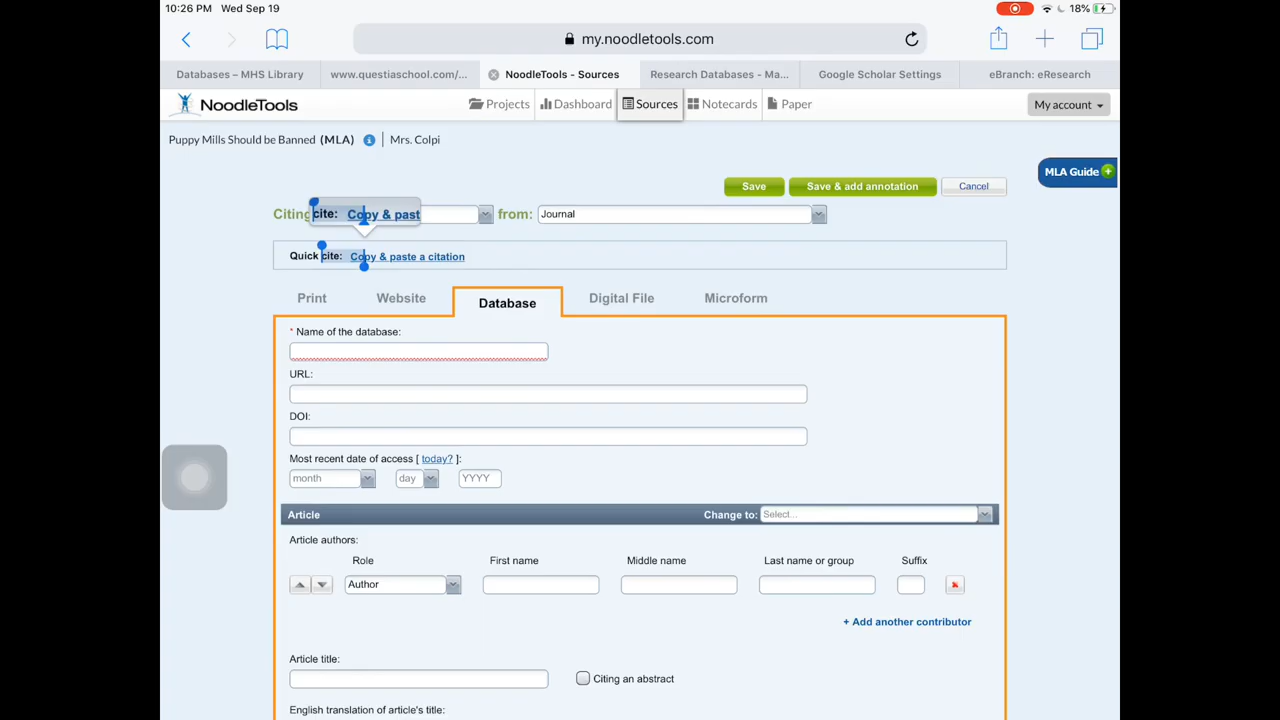 10:26 PM Wed Sep 19
18%
my.noodletools.com
Databases – MHS Library
www.questiaschool.com/...
NoodleTools - Sources
Research Databases - Ma...
Google Scholar Settings
eBranch: eResearch
NoodleTools
Projects
Dashboard
Sources
Notecards
Paper
My account
Puppy Mills Should be Banned (MLA)
Mrs. Colpi
MLA Guide
Save
Save & add annotation
Cancel
Citing
cite: Copy & past
from:
Journal
Quick cite: Copy & paste a citation
Print
Website
Database
Digital File
Microform
* Name of the database:
URL:
DOI:
Most recent date of access [ today? ]:
month
day
YYYY
Article
Change to:
Select...
Article authors:
Role
First name
Middle name
Last name or group
Suffix
Author
+ Add another contributor
Article title:
Citing an abstract
English translation of article's title: